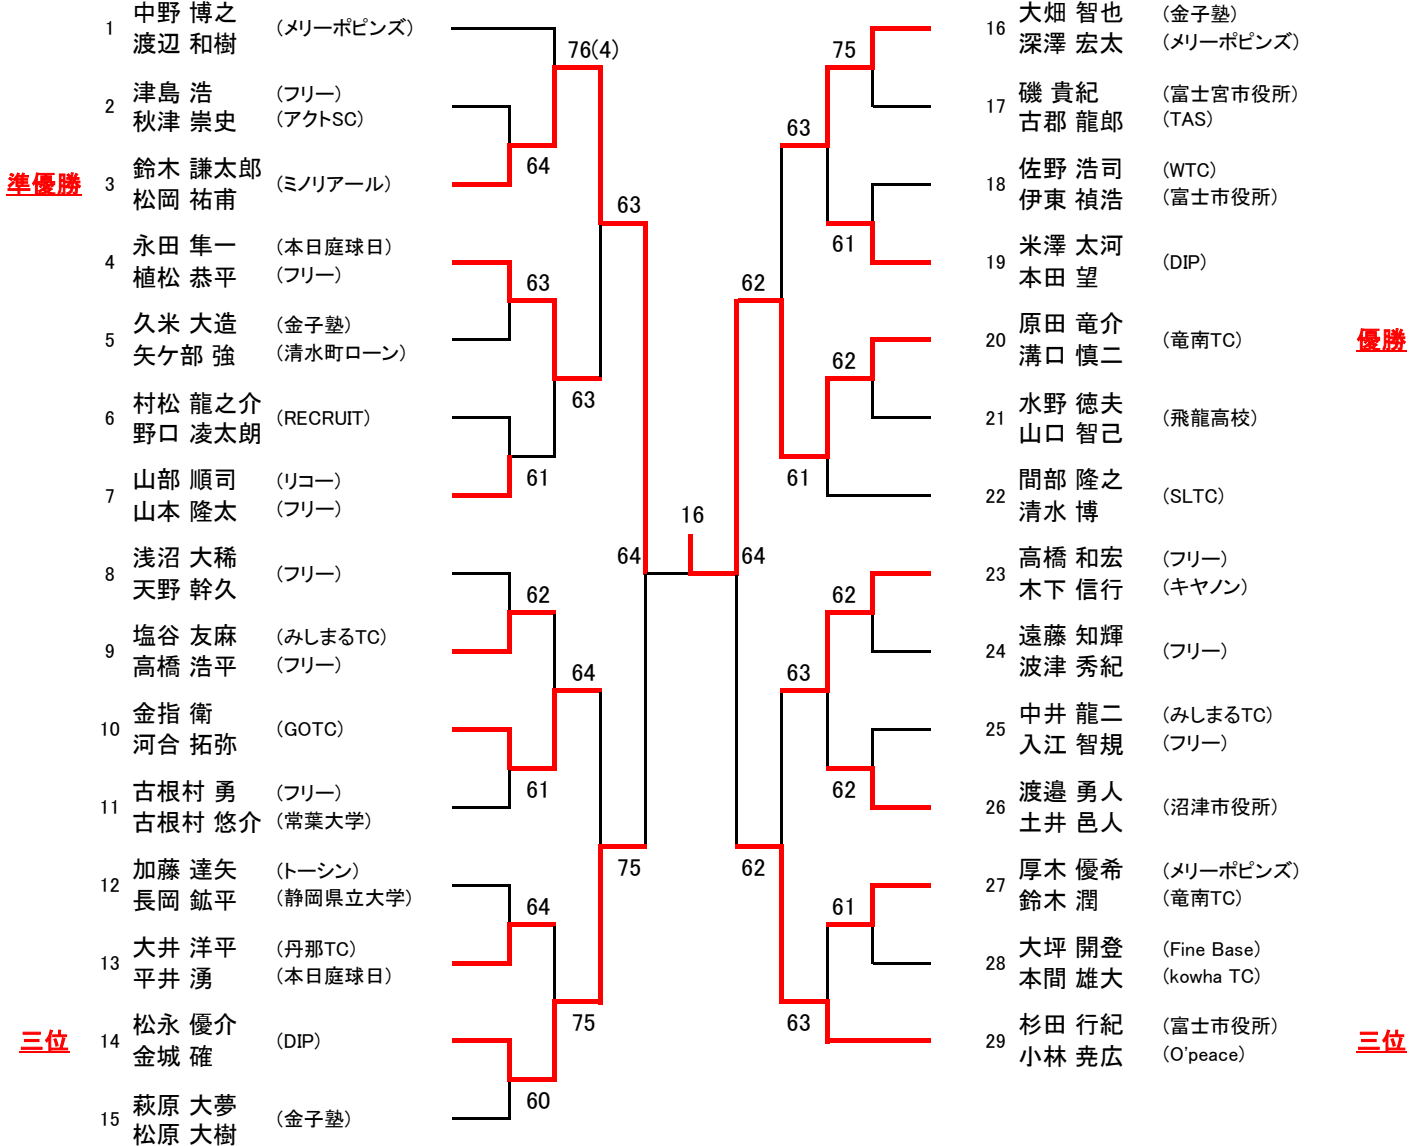 1 中野 博之 渡辺 和樹 (メリーポピンズ)
2 津島 浩 (フリー)
秋津 崇史 (アクトSC)
準優勝 3 鈴木 謙太郎 松岡 祐甫 (ミノリアール)
4 永田 隼一 (本日庭球日)
植松 恭平 (フリー)
5 久米 大造 (金子塾)
矢ケ部 強 (清水町ローン)
6 村松 龍之介 野口 凌太朗 (RECRUIT)
7 山部 順司 (リコー)
山本 隆太 (フリー)
8 浅沼 大稀 天野 幹久 (フリー)
9 塩谷 友麻 (みしまるTC)
高橋 浩平 (フリー)
10 金指 衛 河合 拓弥 (GOTC)
11 古根村 勇 (フリー)
古根村 悠介 (常葉大学)
12 加藤 達矢 (トーシン)
長岡 鉱平 (静岡県立大学)
13 大井 洋平 (丹那TC)
平井 湧 (本日庭球日)
三位 14 松永 優介 金城 確 (DIP)
15 萩原 大夢 松原 大樹 (金子塾)
76(4)
64
63
63
63
61
64
62
64
61
75
64
75
60
16
75
63
61
62
62
61
64
62
63
62
62
61
63
16 大畑 智也 (金子塾)
深澤 宏太 (メリーポピンズ)
17 磯 貴紀 (富士宮市役所)
古郡 龍郎 (TAS)
18 佐野 浩司 (WTC)
伊東 禎浩 (富士市役所)
19 米澤 太河 本田 望 (DIP)
20 原田 竜介 溝口 慎二 (竜南TC) 優勝
21 水野 徳夫 山口 智己 (飛龍高校)
22 間部 隆之 清水 博 (SLTC)
23 高橋 和宏 (フリー)
木下 信行 (キヤノン)
24 遠藤 知輝 波津 秀紀 (フリー)
25 中井 龍二 (みしまるTC)
入江 智規 (フリー)
26 渡邉 勇人 土井 邑人 (沼津市役所)
27 厚木 優希 (メリーポピンズ)
鈴木 潤 (竜南TC)
28 大坪 開登 (Fine Base)
本間 雄大 (kowha TC)
29 杉田 行紀 (富士市役所)
小林 尭広 (O'peace)
三位